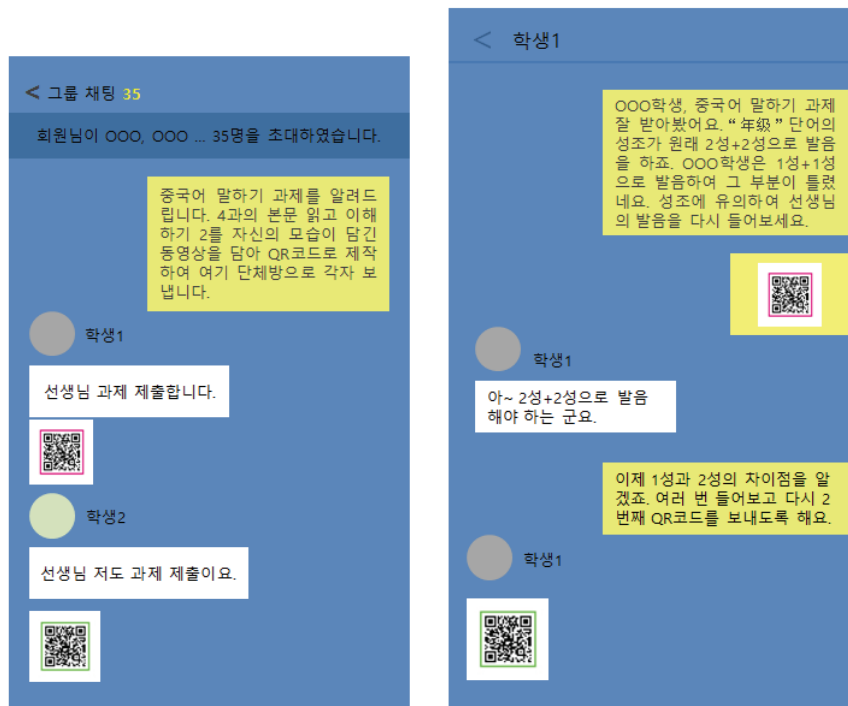 < 그룹 채팅 35
회원님이 OOO, OOO ... 35명을 초대하였습니다.
중국어 말하기 과제를 알려드
립니다. 4과의 본문 읽고 이해
하기 2를 자신의 모습이 담긴
동영상을 담아 QR코드로 제작
하여 여기 단체방으로 각자 보
냅니다.
학생1
선생님 과제 제출합니다.
학생2
선생님 저도 과제 제출이요.
< 학생1
OOO학생, 중국어 말하기 과제
잘 받아봤어요. “年级” 단어의
성조가 원래 2성+2성으로 발음
을 하죠. OOO학생은 1성+1성
으로 발음하여 그 부분이 틀렸
네요. 성조에 유의하여 선생님
의 발음을 다시 들어보세요.
학생1
아~ 2성+2성으로 발음
해야 하는 군요.
이제 1성과 2성의 차이점을 알
겠죠. 여러 번 들어보고 다시 2
번째 QR코드를 보내도록 해요.
학생1